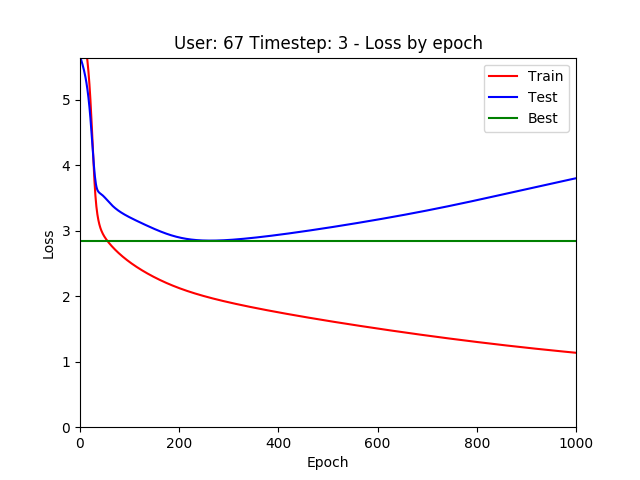 User: 67 Timestep: 3 - Loss by epoch
Train
Test
Best
5
4
3
2
1
0
Loss
0 200 400 600 800 1000
Epoch